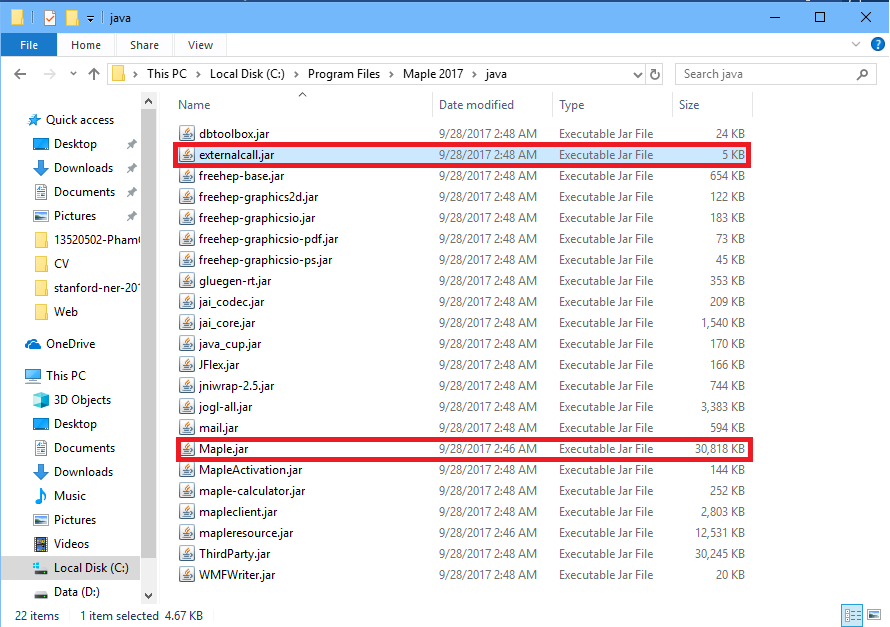 java
File Home Share View
This PC Local Disk (C:) Program Files Maple 2017 java Search java
Name Date modified Type Size
Quick access
Desktop
Downloads
Documents
Pictures
13520502-Pham
CV
stanford-ner-201
Web
OneDrive
This PC
3D Objects
Desktop
Documents
Downloads
Music
Pictures
Videos
Local Disk (C:)
Data (D:)
dbtoolbox.jar 9/28/2017 2:48 AM Executable Jar File 24 KB
externalcall.jar 9/28/2017 2:48 AM Executable Jar File 5 KB
freehep-base.jar 9/28/2017 2:48 AM Executable Jar File 654 KB
freehep-graphics2d.jar 9/28/2017 2:48 AM Executable Jar File 122 KB
freehep-graphicsio.jar 9/28/2017 2:48 AM Executable Jar File 183 KB
freehep-graphicsio-pdf.jar 9/28/2017 2:48 AM Executable Jar File 73 KB
freehep-graphicsio-ps.jar 9/28/2017 2:48 AM Executable Jar File 45 KB
gluegen-rt.jar 9/28/2017 2:48 AM Executable Jar File 353 KB
jai_codec.jar 9/28/2017 2:48 AM Executable Jar File 209 KB
jai_core.jar 9/28/2017 2:48 AM Executable Jar File 1,540 KB
java_cup.jar 9/28/2017 2:48 AM Executable Jar File 170 KB
JFlex.jar 9/28/2017 2:48 AM Executable Jar File 166 KB
jniwrap-2.5.jar 9/28/2017 2:48 AM Executable Jar File 744 KB
jogl-all.jar 9/28/2017 2:48 AM Executable Jar File 3,383 KB
mail.jar 9/28/2017 2:48 AM Executable Jar File 594 KB
Maple.jar 9/28/2017 2:46 AM Executable Jar File 30,818 KB
MapleActivation.jar 9/28/2017 2:48 AM Executable Jar File 144 KB
maple-calculator.jar 9/28/2017 2:48 AM Executable Jar File 252 KB
mapleclient.jar 9/28/2017 2:48 AM Executable Jar File 2,803 KB
mapleresource.jar 9/28/2017 2:46 AM Executable Jar File 12,531 KB
ThirdParty.jar 9/28/2017 2:48 AM Executable Jar File 30,245 KB
WMFWriter.jar 9/28/2017 2:48 AM Executable Jar File 20 KB
22 items 1 item selected 4.67 KB